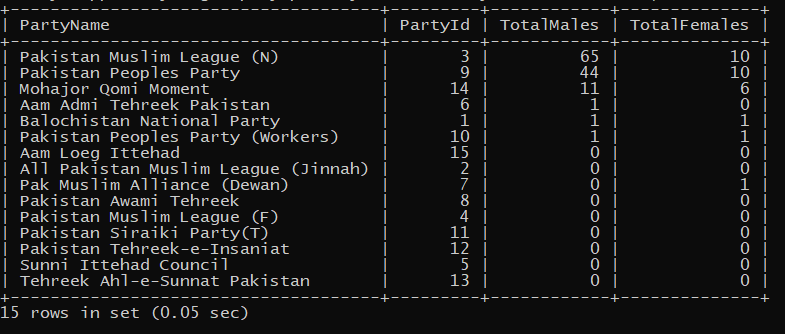 +----------------------------------+---------+------------+--------------+
| PartyName                        | PartyId | TotalMales | TotalFemales |
+----------------------------------+---------+------------+--------------+
| Pakistan Muslim League (N)       |       3 |         65 |           10 |
| Pakistan Peoples Party           |       9 |         44 |           10 |
| Mohajor Qomi Moment              |      14 |         11 |            6 |
| Aam Admi Tehreek Pakistan        |       6 |          1 |            0 |
| Balochistan National Party       |       1 |          1 |            1 |
| Pakistan Peoples Party (Workers) |      10 |          1 |            1 |
| Aam Loeg Ittehad                 |      15 |          0 |            0 |
| All Pakistan Muslim League (Jinnah) |    2 |          0 |            0 |
| Pak Muslim Alliance (Dewan)      |       7 |          0 |            1 |
| Pakistan Awami Tehreek           |       8 |          0 |            0 |
| Pakistan Muslim League (F)       |       4 |          0 |            0 |
| Pakistan Siraiki Party(T)        |      11 |          0 |            0 |
| Pakistan Tehreek-e-Insaniat      |      12 |          0 |            0 |
| Sunni Ittehad Council            |       5 |          0 |            0 |
| Tehreek Ahl-e-Sunnat Pakistan    |      13 |          0 |            0 |
+----------------------------------+---------+------------+--------------+
15 rows in set (0.05 sec)